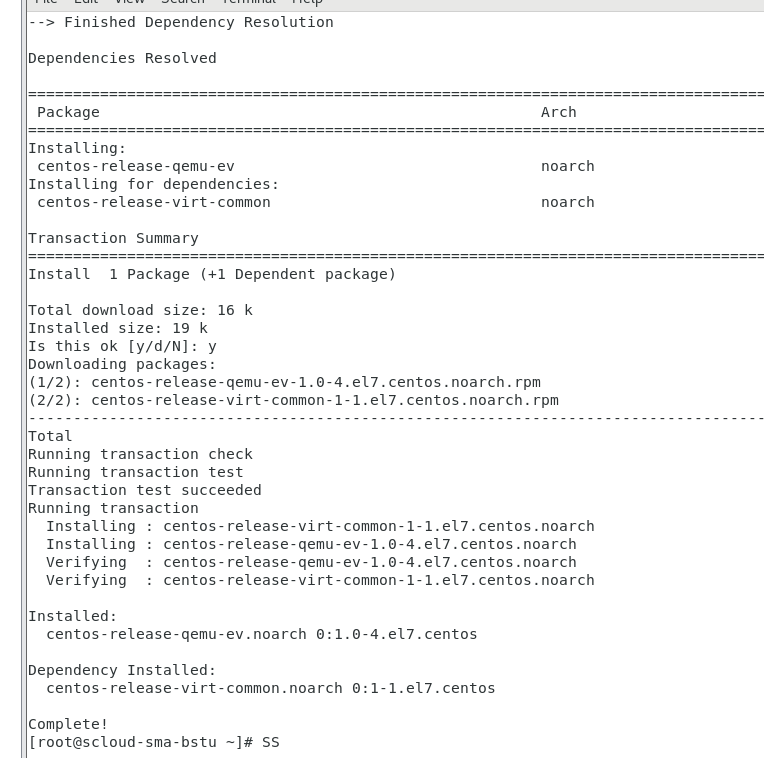 File Edit View Search Terminal Help
--> Finished Dependency Resolution
Dependencies Resolved
================================================================================
Package Arch
================================================================================
Installing:
centos-release-qemu-ev noarch
Installing for dependencies:
centos-release-virt-common noarch
Transaction Summary
================================================================================
Install  1 Package (+1 Dependent package)
Total download size: 16 k
Installed size: 19 k
Is this ok [y/d/N]: y
Downloading packages:
(1/2): centos-release-qemu-ev-1.0-4.el7.centos.noarch.rpm
(2/2): centos-release-virt-common-1-1.el7.centos.noarch.rpm
--------------------------------------------------------------------------------
Total
Running transaction check
Running transaction test
Transaction test succeeded
Running transaction
  Installing : centos-release-virt-common-1-1.el7.centos.noarch
  Installing : centos-release-qemu-ev-1.0-4.el7.centos.noarch
  Verifying  : centos-release-qemu-ev-1.0-4.el7.centos.noarch
  Verifying  : centos-release-virt-common-1-1.el7.centos.noarch
Installed:
  centos-release-qemu-ev.noarch 0:1.0-4.el7.centos
Dependency Installed:
  centos-release-virt-common.noarch 0:1-1.el7.centos
Complete!
[root@scloud-sma-bstu ~]# SS